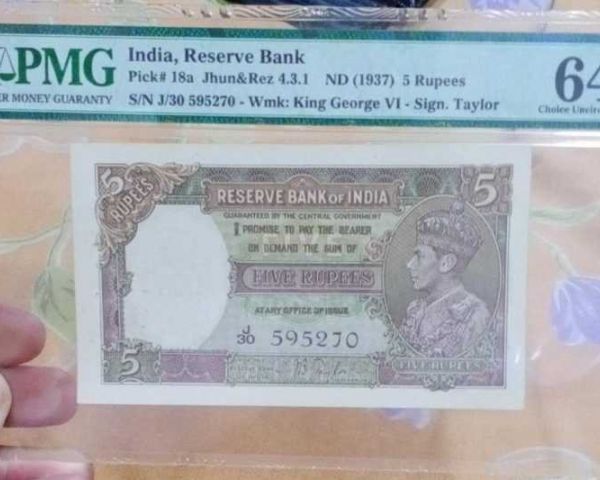 PMG
ER MONEY GUARANTY
India, Reserve Bank
Pick# 18a Jhun&Rez 4.3.1 ND (1937) 5 Rupees
S/N J/30 595270 - Wmk: King George VI - Sign. Taylor
64
Choice Uncirc
5
RUPEES
RESERVE BANK OF INDIA
5
GUARANTEED BY THE CENTRAL GOVERNMENT
I PROMISE TO PAY THE BEARER
ON DEMAND THE SUM OF
FIVE RUPEES
AT ANY OFFICE OF ISSUE
J/30 595270
5
FIVE RUPEES